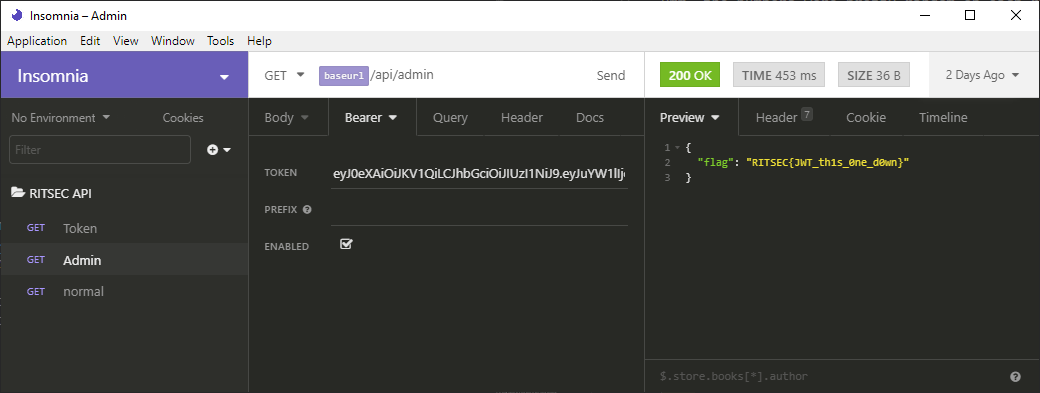 Insomnia – Admin
Application Edit View Window Tools Help
Insomnia
GET baseurl /api/admin Send
200 OK TIME 453 ms SIZE 36 B 2 Days Ago
No Environment Cookies
Body Bearer Query Header Docs
Preview Header 7 Cookie Timeline
Filter
RITSEC API
GET Token
GET Admin
GET normal
TOKEN eyJ0eXAiOiJKV1QiLCJhbGciOiJIUzI1NiJ9.eyJuYW1lIj
PREFIX
ENABLED
1 {
2 "flag": "RITSEC{JWT_th1s_0ne_d0wn}"
3 }
$.store.books[*].author